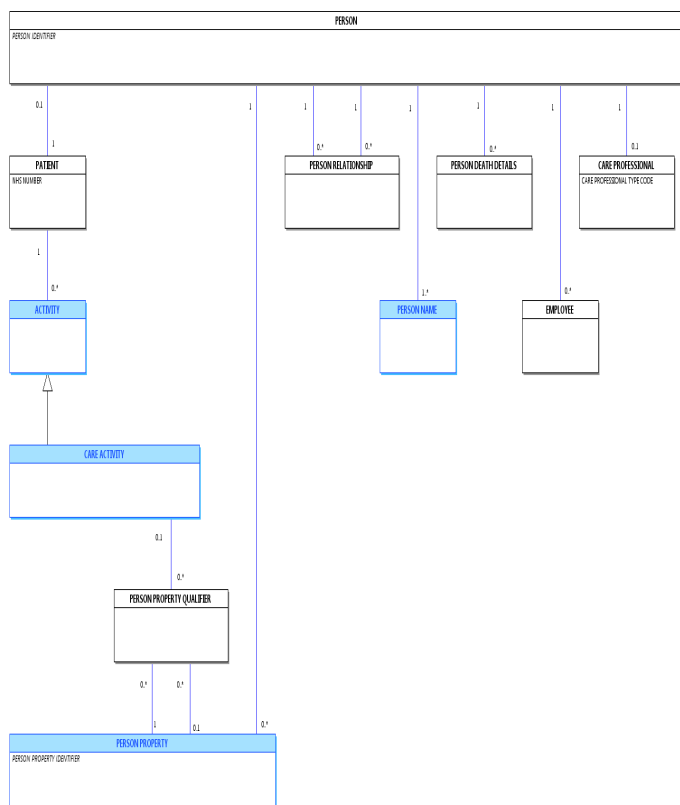 PERSON
PERSON IDENTIFIER
0.1
1
1
1
1
1
1
1
1
0.*
0.*
0.*
0.1
PATIENT
PERSON RELATIONSHIP
PERSON DEATH DETAILS
CARE PROFESSIONAL
NHS NUMBER
CARE PROFESSIONAL TYPE CODE
1
0.*
1.*
0.*
ACTIVITY
PERSON NAME
EMPLOYEE
CARE ACTIVITY
0.1
0.*
PERSON PROPERTY QUALIFIER
0.*
0.*
1
0.1
0.*
PERSON PROPERTY
PERSON PROPERTY IDENTIFIER